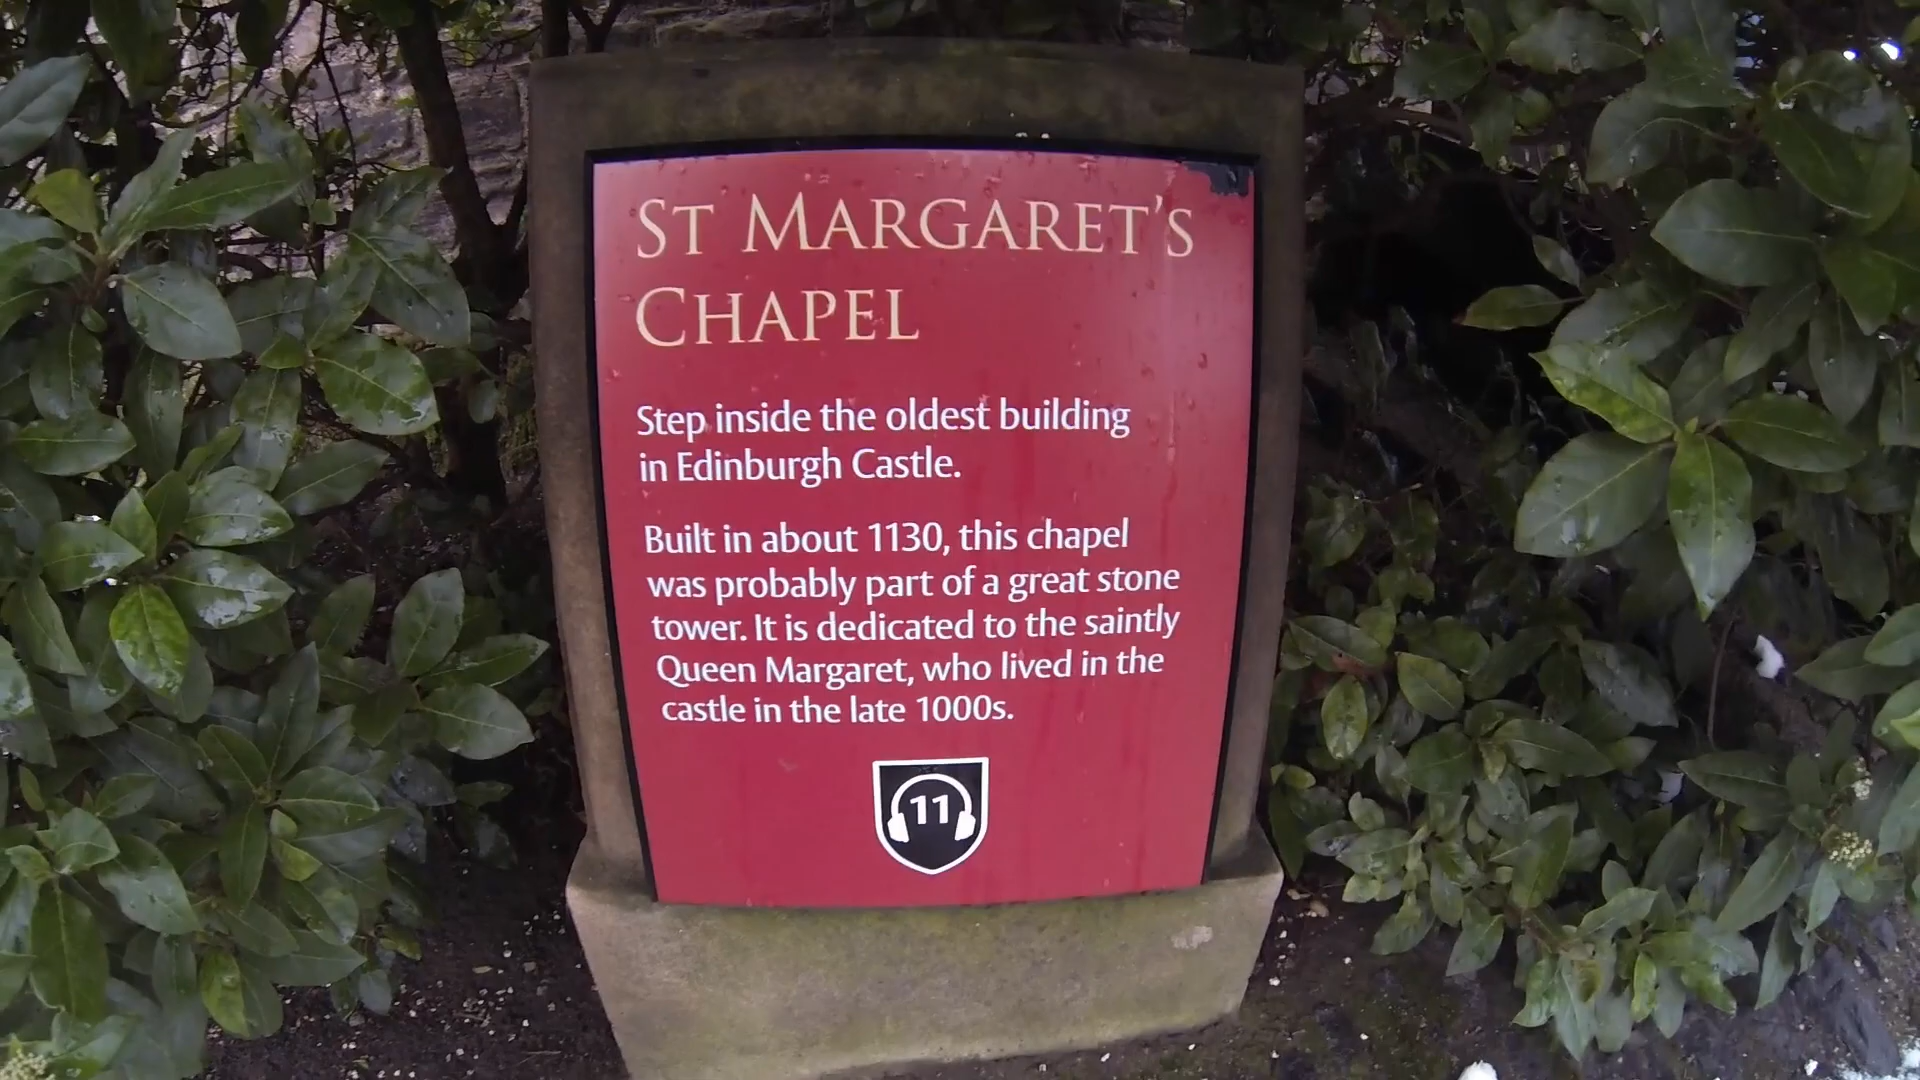 ST MARGARET'S
CHAPEL
Step inside the oldest building
in Edinburgh Castle.
Built in about 1130, this chapel
was probably part of a great stone
tower. It is dedicated to the saintly
Queen Margaret, who lived in the
castle in the late 1000s.
11